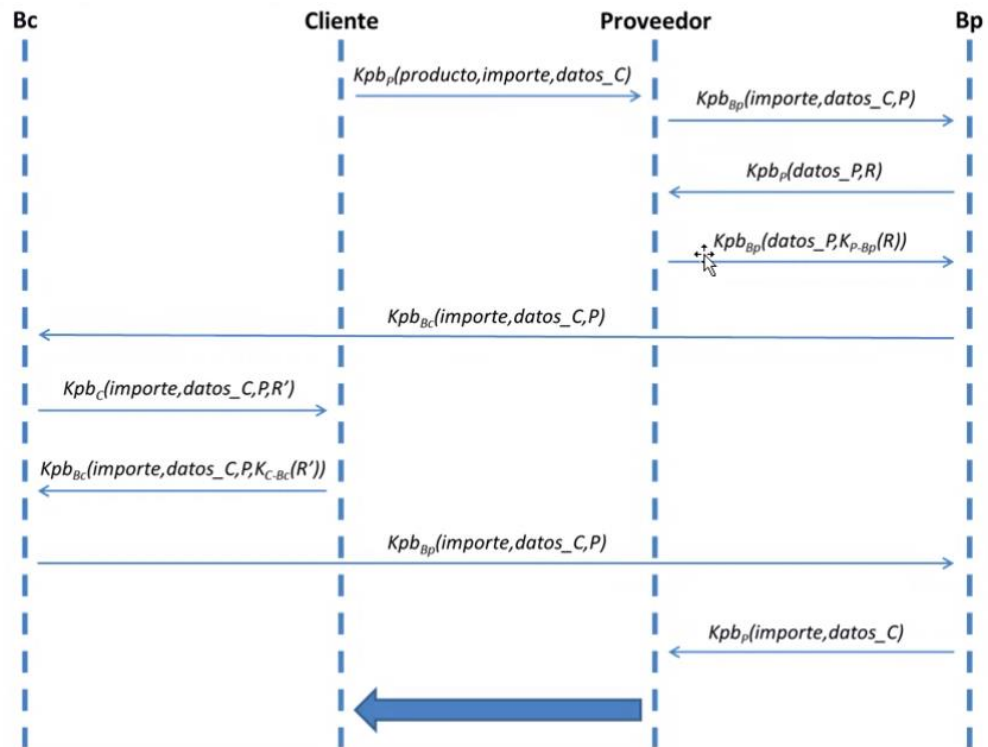 Bc Cliente Proveedor Bp
Kpb_P(producto,importe,datos_C)
Kpb_Bp(importe,datos_C,P)
Kpb_P(datos_P,R)
Kpb_Bp(datos_P,K_P-Bp(R))
Kpb_Bc(importe,datos_C,P)
Kpb_C(importe,datos_C,P,R’)
Kpb_Bc(importe,datos_C,P,K_C-Bc(R’))
Kpb_Bp(importe,datos_C,P)
Kpb_P(importe,datos_C)